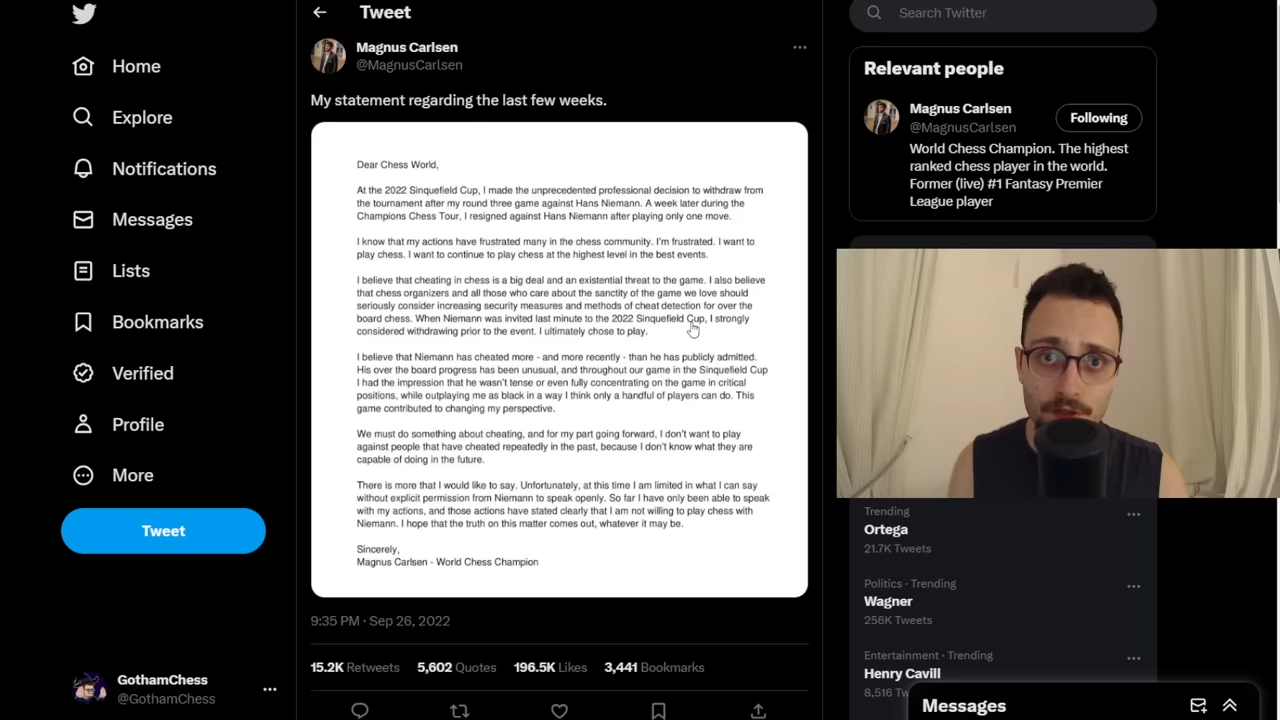 Home
Explore
Notifications
Messages
Lists
Bookmarks
Verified
Profile
More
Tweet
GothamChess
@GothamChess
Tweet
Magnus Carlsen
@MagnusCarlsen
My statement regarding the last few weeks.
Dear Chess World,
At the 2022 Sinquefield Cup, I made the unprecedented professional decision to withdraw from
the tournament after my round three game against Hans Niemann. A week later during the
Champions Chess Tour, I resigned against Hans Niemann after playing only one move.
I know that my actions have frustrated many in the chess community. I'm frustrated. I want to
play chess. I want to continue to play chess at the highest level in the best events.
I believe that cheating in chess is a big deal and an existential threat to the game. I also believe
that chess organizers and all those who care about the sanctity of the game we love should
seriously consider increasing security measures and methods of cheat detection for over the
board chess. When Niemann was invited last minute to the 2022 Sinquefield Cup, I strongly
considered withdrawing prior to the event. I ultimately chose to play.
I believe that Niemann has cheated more - and more recently - than he has publicly admitted.
His over the board progress has been unusual, and throughout our game in the Sinquefield Cup
I had the impression that he wasn't tense or even fully concentrating on the game in critical
positions, while outplaying me as black in a way I think only a handful of players can do. This
game contributed to changing my perspective.
We must do something about cheating, and for my part going forward, I don't want to play
against people that have cheated repeatedly in the past, because I don't know what they are
capable of doing in the future.
There is more that I would like to say. Unfortunately, at this time I am limited in what I can say
without explicit permission from Niemann to speak openly. So far I have only been able to speak
with my actions, and those actions have stated clearly that I am not willing to play chess with
Niemann. I hope that the truth on this matter comes out, whatever it may be.
Sincerely,
Magnus Carlsen - World Chess Champion
9:35 PM · Sep 26, 2022
15.2K Retweets 5,602 Quotes 196.5K Likes 3,441 Bookmarks
Search Twitter
Relevant people
Magnus Carlsen
@MagnusCarlsen
Following
World Chess Champion. The highest
ranked chess player in the world.
Former (live) #1 Fantasy Premier
League player
Trending
Ortega
21.7K Tweets
Politics · Trending
Wagner
256K Tweets
Entertainment · Trending
Henry Cavill
8,516 Tw
Messages